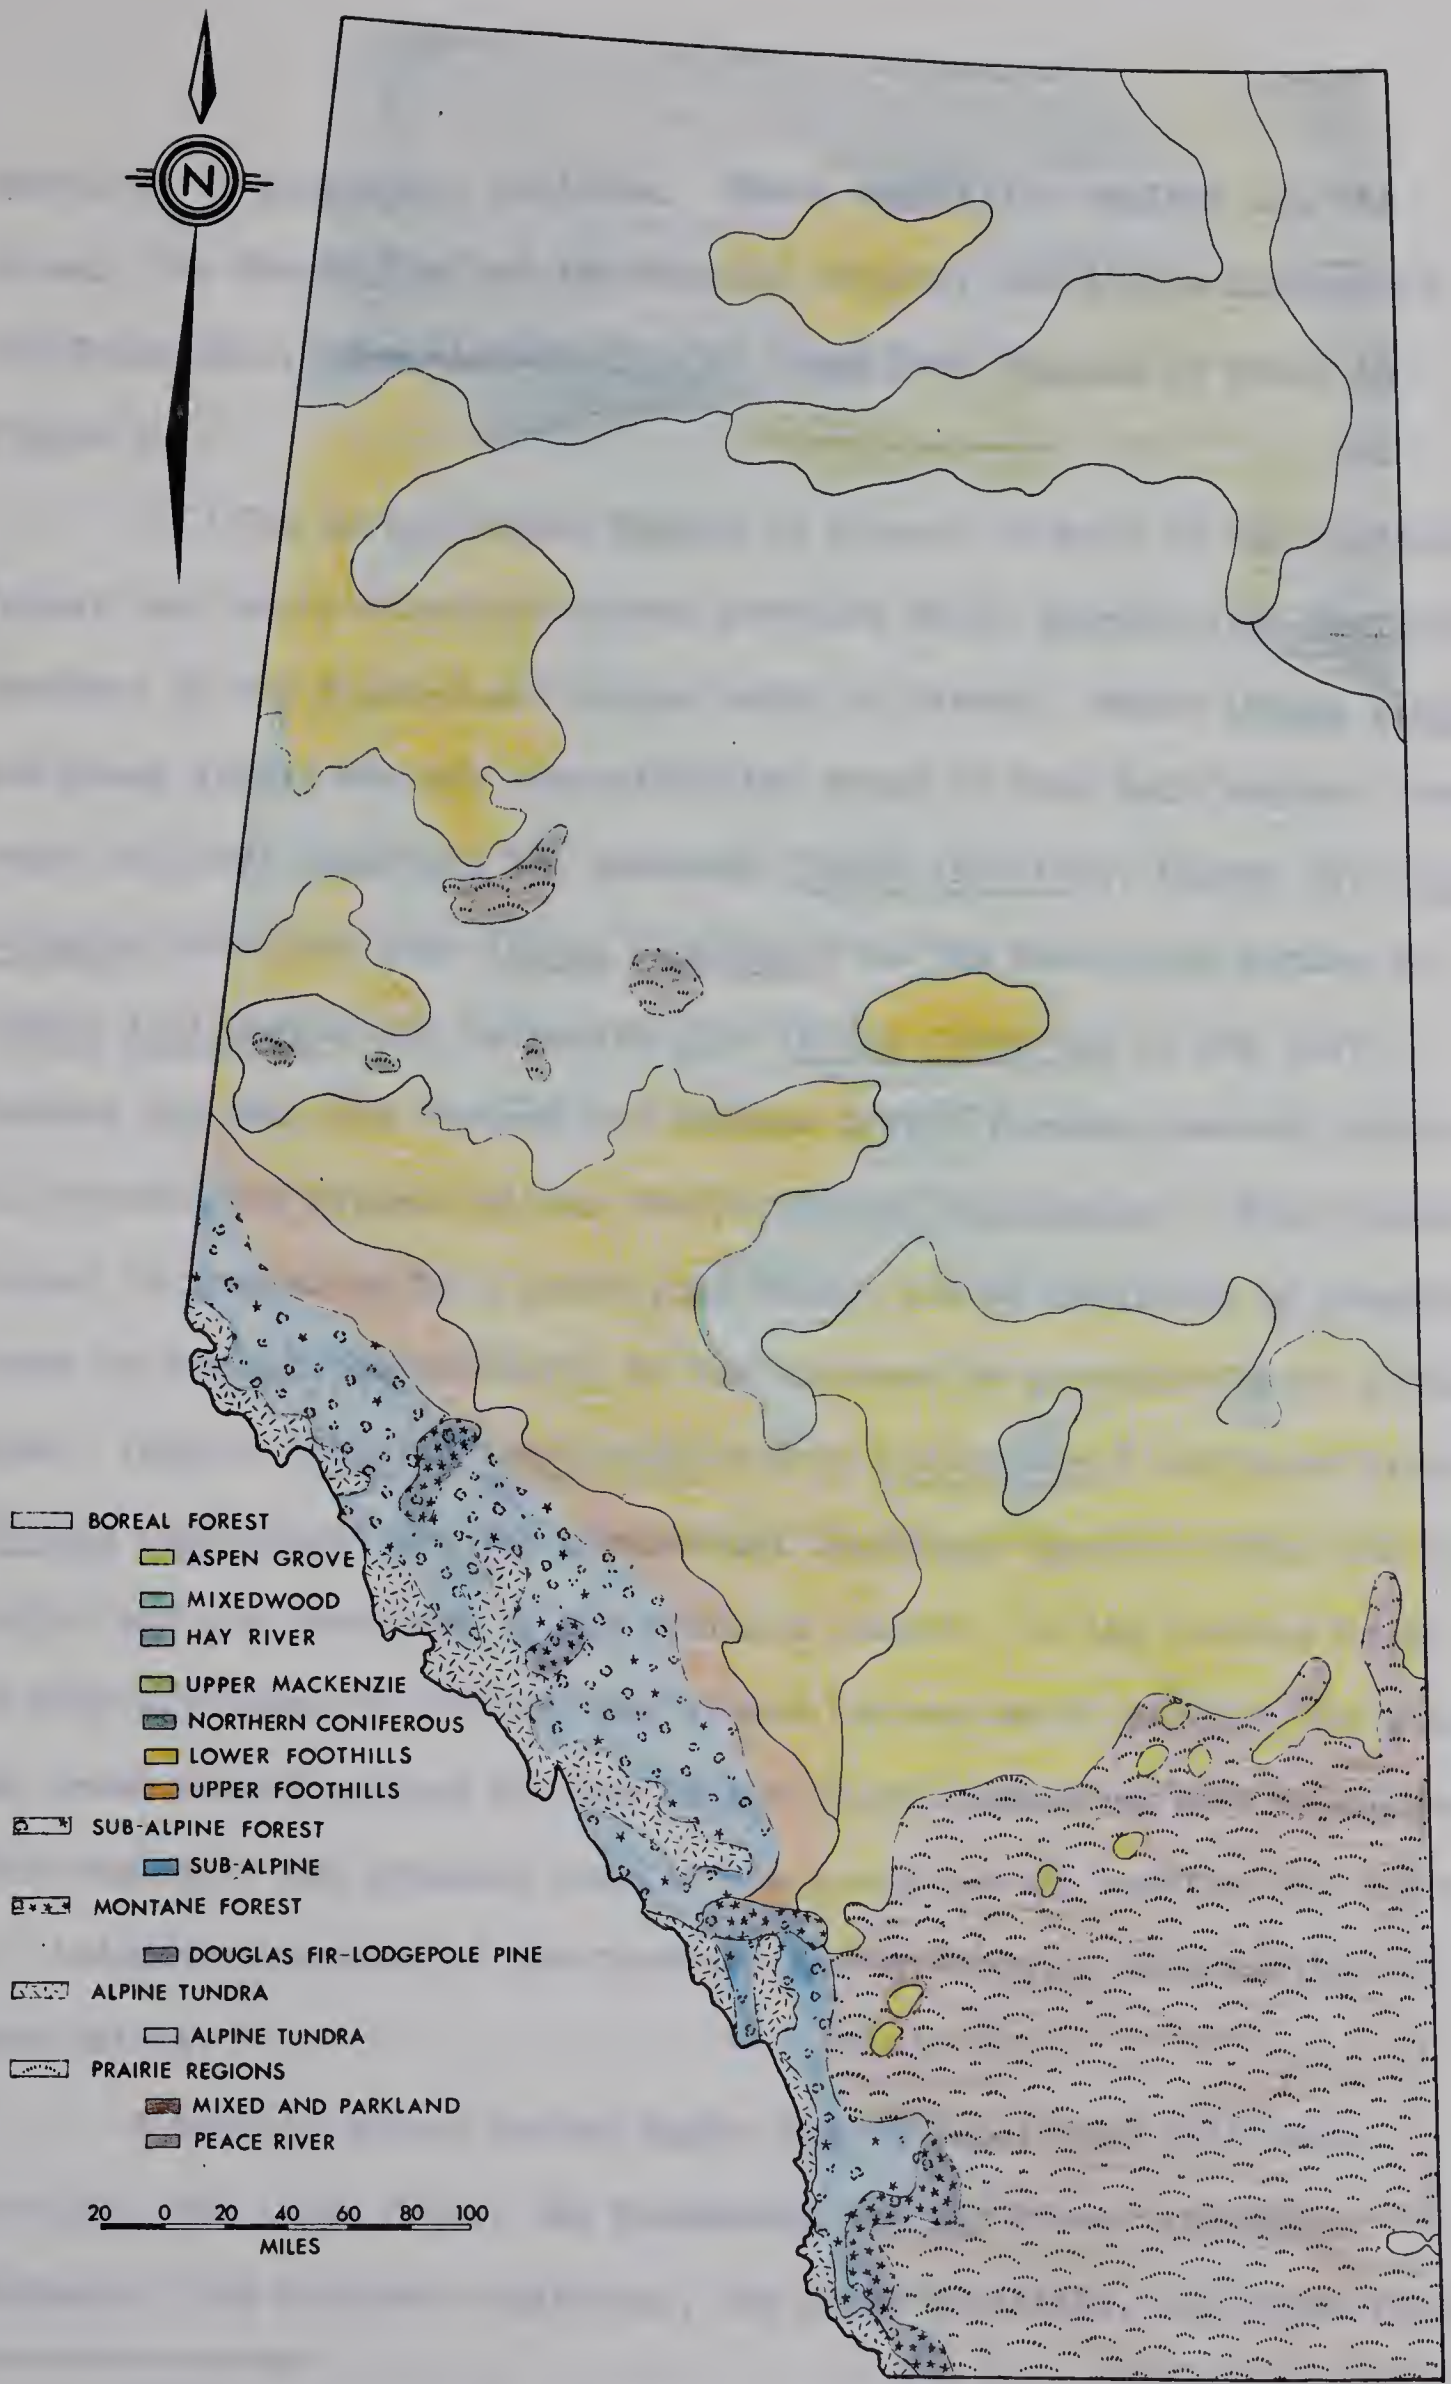 N
BOREAL FOREST
ASPEN GROVE
MIXEDWOOD
HAY RIVER
UPPER MACKENZIE
NORTHERN CONIFEROUS
LOWER FOOTHILLS
UPPER FOOTHILLS
SUB-ALPINE FOREST
SUB-ALPINE
MONTANE FOREST
DOUGLAS FIR-LODGEPOLE PINE
ALPINE TUNDRA
ALPINE TUNDRA
PRAIRIE REGIONS
MIXED AND PARKLAND
PEACE RIVER
20 0 20 40 60 80 100
MILES